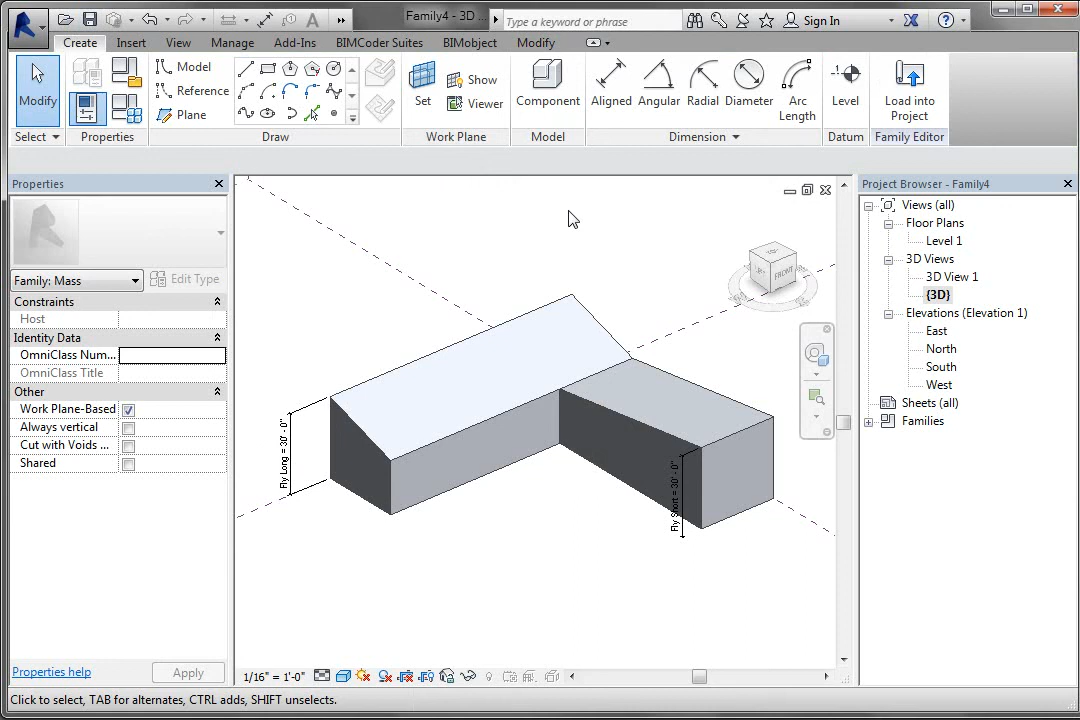 Family4 - 3D ...
Type a keyword or phrase
Sign In
Create
Insert
View
Manage
Add-Ins
BIMCoder Suites
BIMobject
Modify
Modify
Select
Properties
Model
Reference
Plane
Draw
Set
Show
Viewer
Work Plane
Component
Model
Aligned
Angular
Radial
Diameter
Arc
Length
Dimension
Level
Datum
Load into
Project
Family Editor
Properties
Family: Mass
Edit Type
Constraints
Host
Identity Data
OmniClass Num...
OmniClass Title
Other
Work Plane-Based
Always vertical
Cut with Voids ...
Shared
Properties help
Apply
Fly Long = 30' - 0"
Fly Short = 30' - 0"
FRONT
1/16" = 1'-0"
Project Browser - Family4
Views (all)
Floor Plans
Level 1
3D Views
3D View 1
{3D}
Elevations (Elevation 1)
East
North
South
West
Sheets (all)
Families
Click to select, TAB for alternates, CTRL adds, SHIFT unselects.